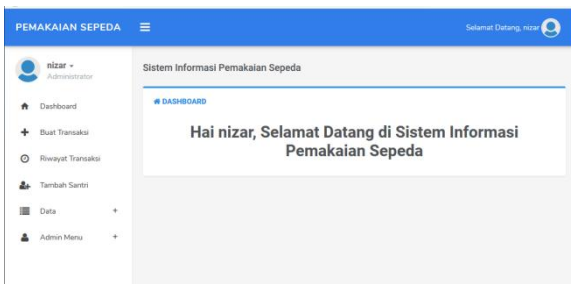 PEMAKAIAN SEPEDA
Selamat Datang, nizar
nizar
Administrator
Dashboard
Buat Transaksi
Riwayat Transaksi
Tambah Santri
Data +
Admin Menu +
Sistem Informasi Pemakaian Sepeda
DASHBOARD
Hai nizar, Selamat Datang di Sistem Informasi
Pemakaian Sepeda